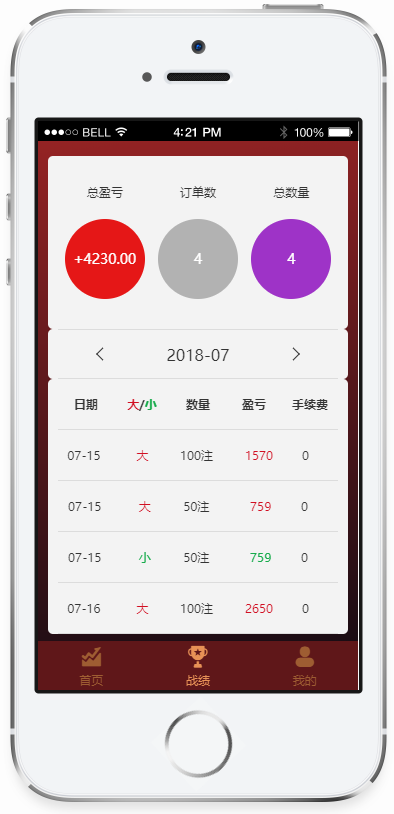 BELL 4:21 PM 100%
总盈亏 订单数 总数量
+4230.00 4 4
2018-07
日期 大/小 数量 盈亏 手续费
07-15 大 100注 1570 0
07-15 大 50注 759 0
07-15 小 50注 759 0
07-16 大 100注 2650 0
首页 战绩 我的